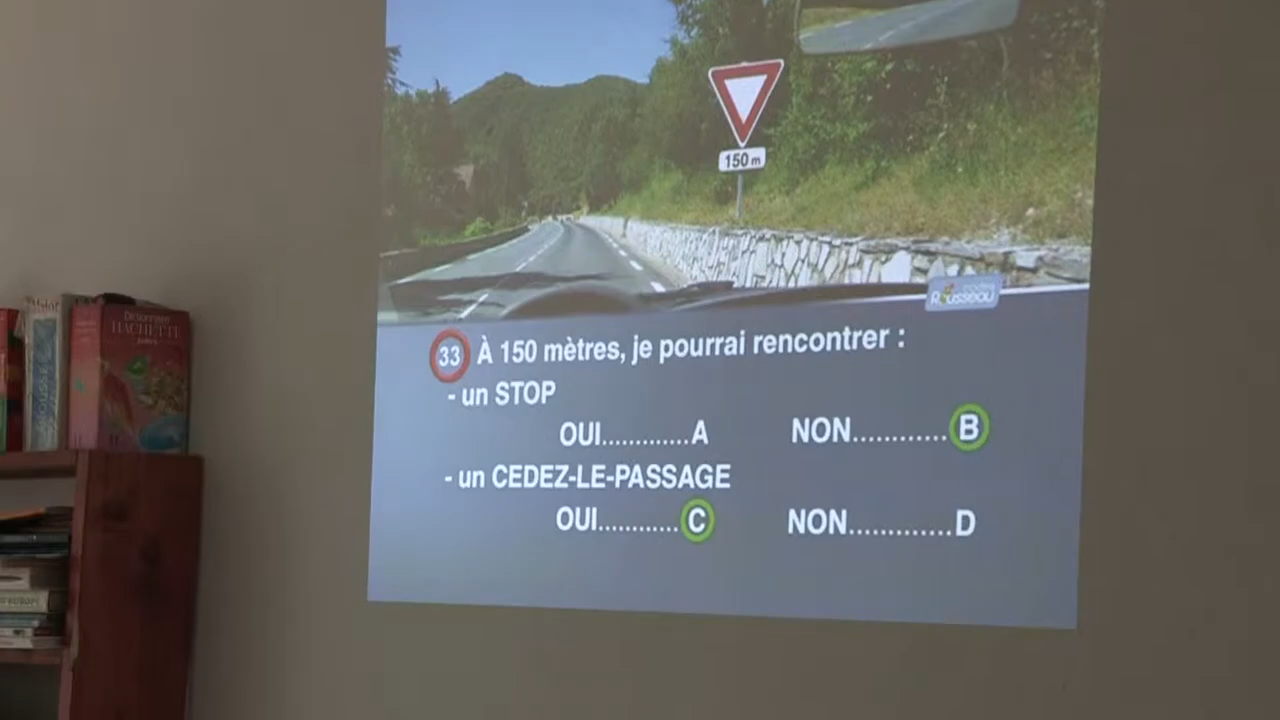 150 m
Rousseau
33 À 150 mètres, je pourrai rencontrer :
- un STOP
OUI.............A NON............B
- un CEDEZ-LE-PASSAGE
OUI............C NON............D
HACHETTE